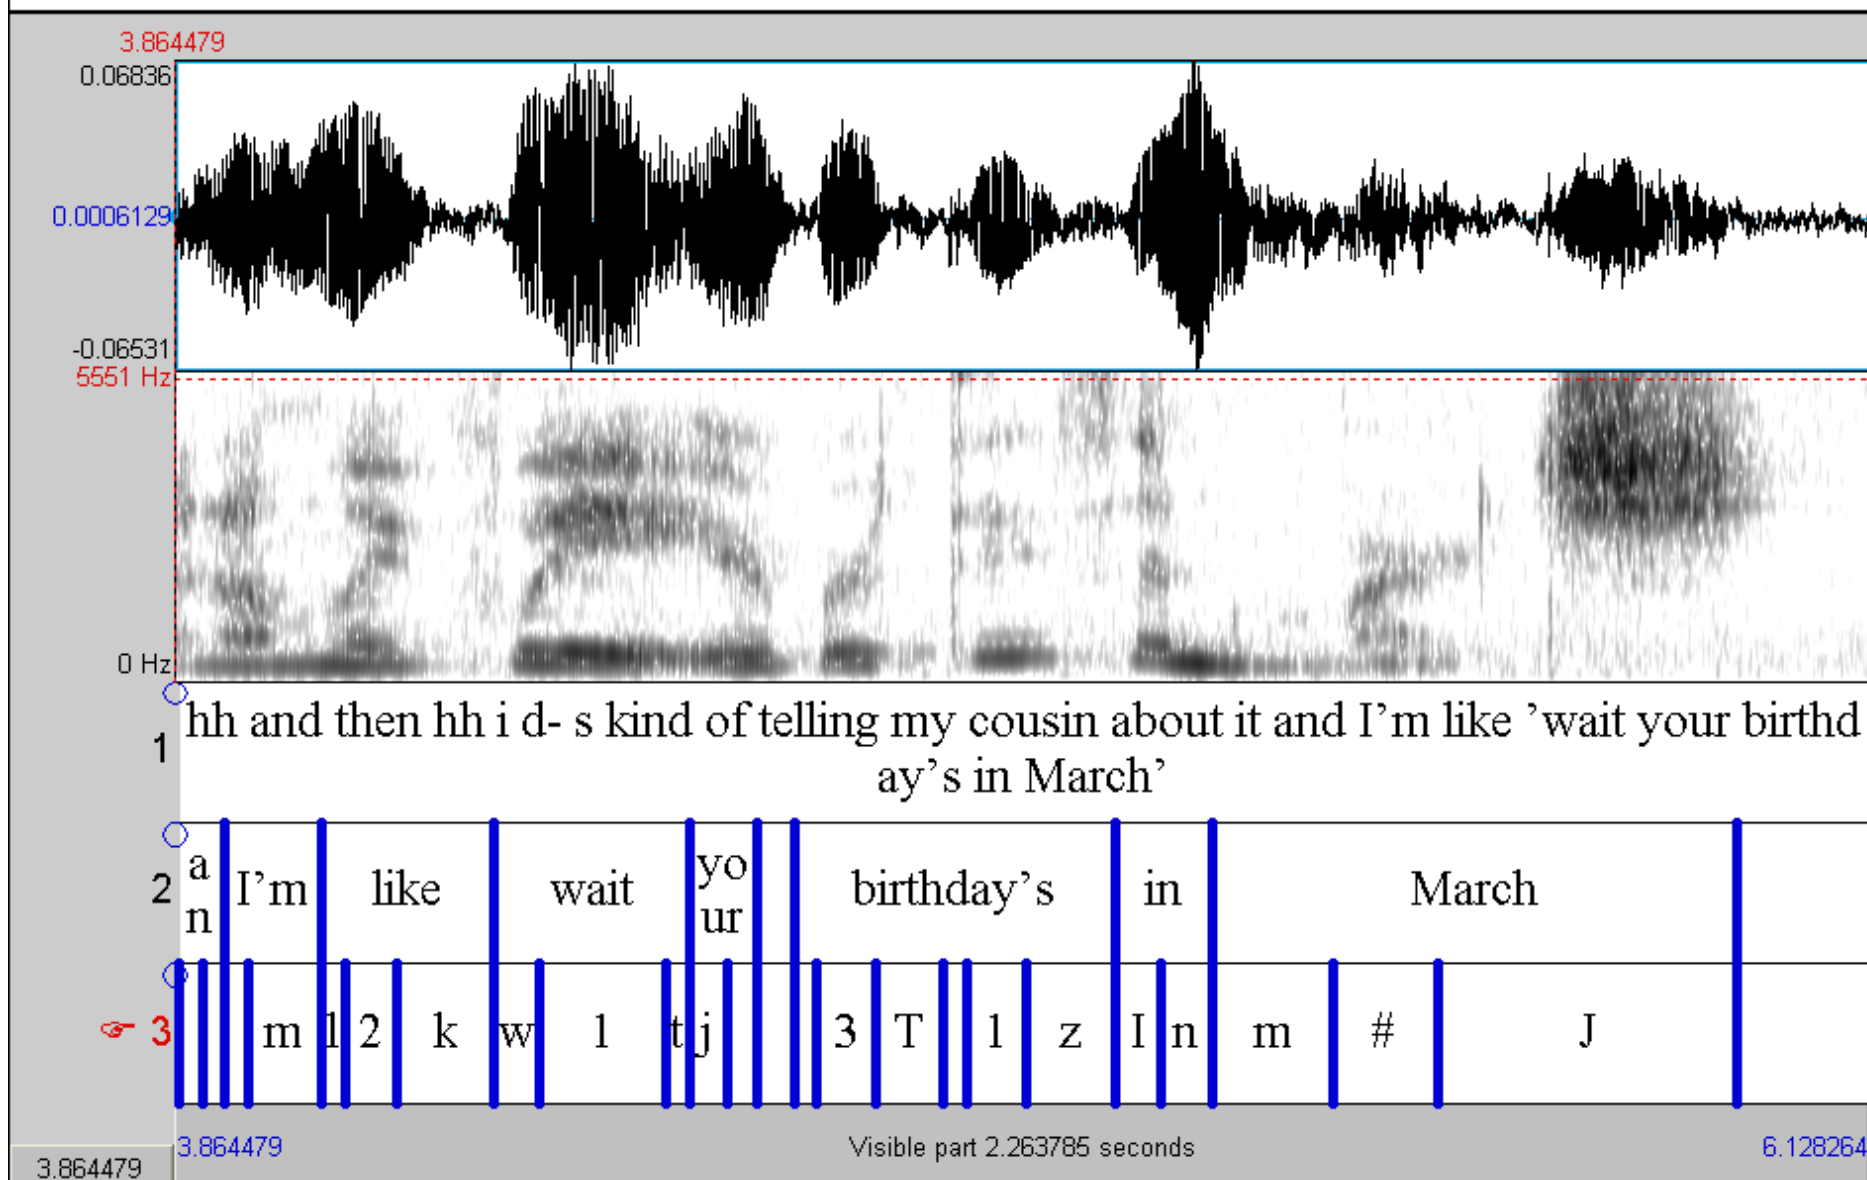 3.864479
0.06836
0.0006129
-0.06531
5551 Hz
0 Hz
1
hh and then hh i d- s kind of telling my cousin about it and I'm like 'wait your birthd
ay's in March'
2
a
n
I'm
like
wait
yo
ur
birthday's
in
March
3
m
l
2
k
w
1
t
j
3
T
1
z
I
n
m
#
J
3.864479
3.864479
Visible part 2.263785 seconds
6.128264